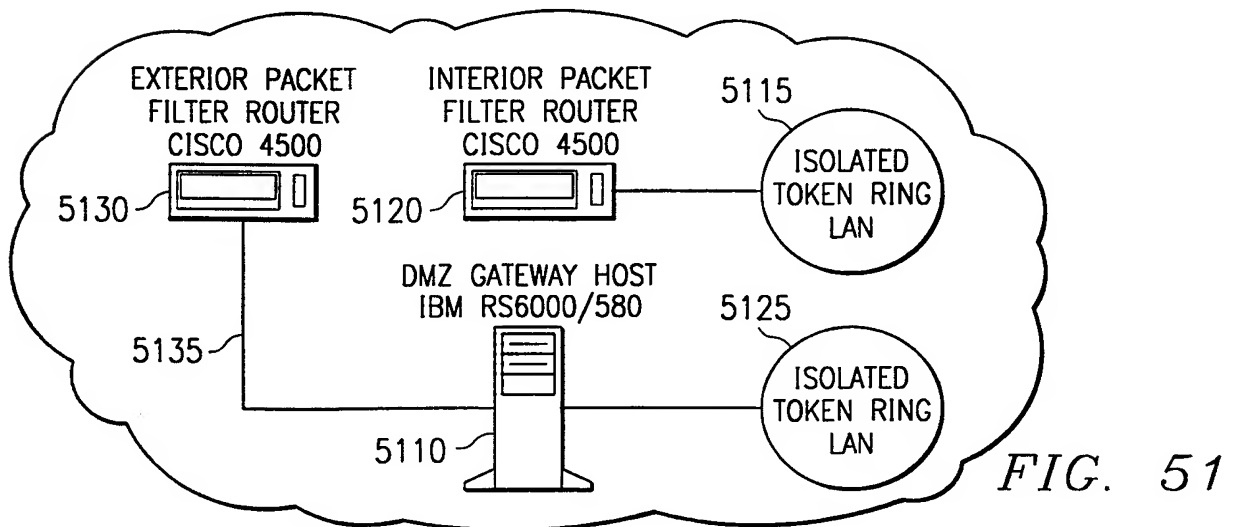 EXTERIOR PACKET
FILTER ROUTER
CISCO 4500
5130
INTERIOR PACKET
FILTER ROUTER
CISCO 4500
5120
5115
ISOLATED
TOKEN RING
LAN
5135
DMZ GATEWAY HOST
IBM RS6000/580
5110
5125
ISOLATED
TOKEN RING
LAN
FIG. 51